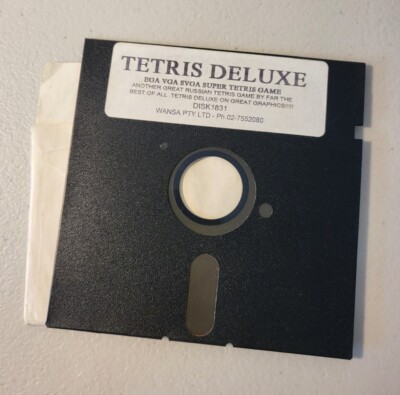 TETRIS DELUXE
EGA VGA SVGA SUPER TETRIS GAME
ANOTHER GREAT RUSSIAN TETRIS GAME BY FAR THE
BEST OF ALL .TETRIS DELUXE ON GREAT GRAPHICS!!!!
DISK1831
WANSA PTY LTD - Ph.02-7552080